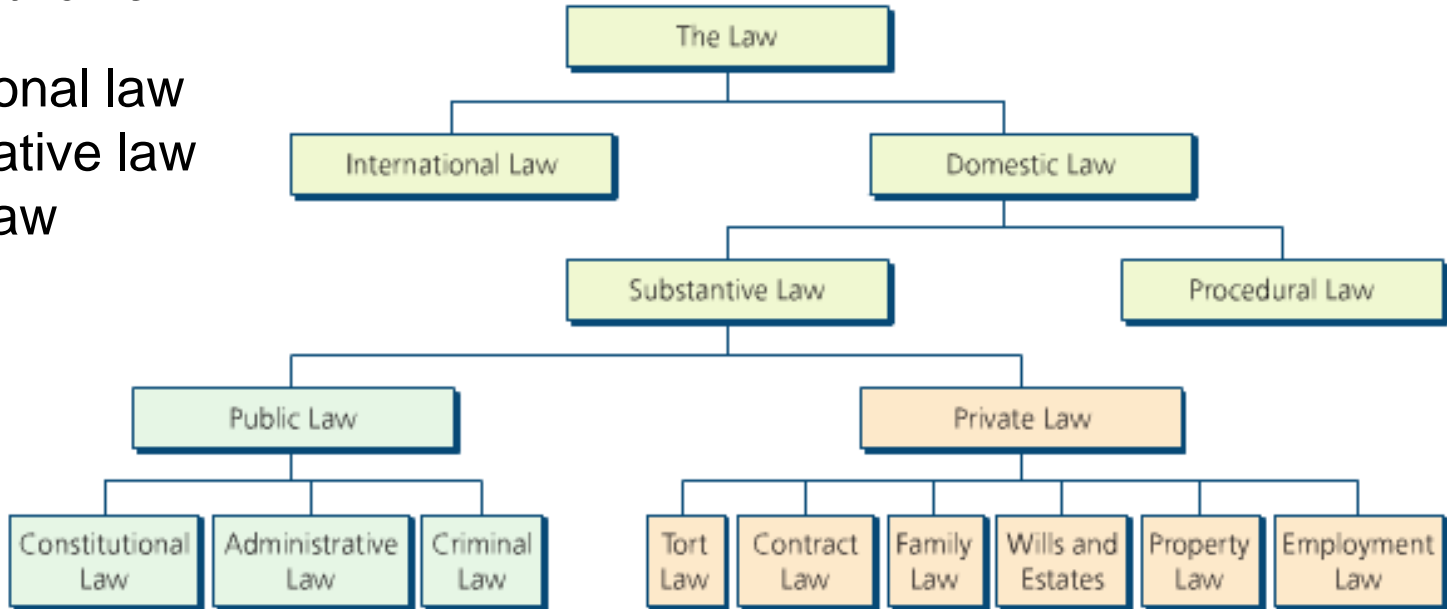 onal law
ative law
aw
The Law
International Law
Domestic Law
Substantive Law
Procedural Law
Public Law
Private Law
Constitutional
Law
Administrative
Law
Criminal
Law
Tort
Law
Contract
Law
Family
Law
Wills and
Estates
Property
Law
Employment
Law